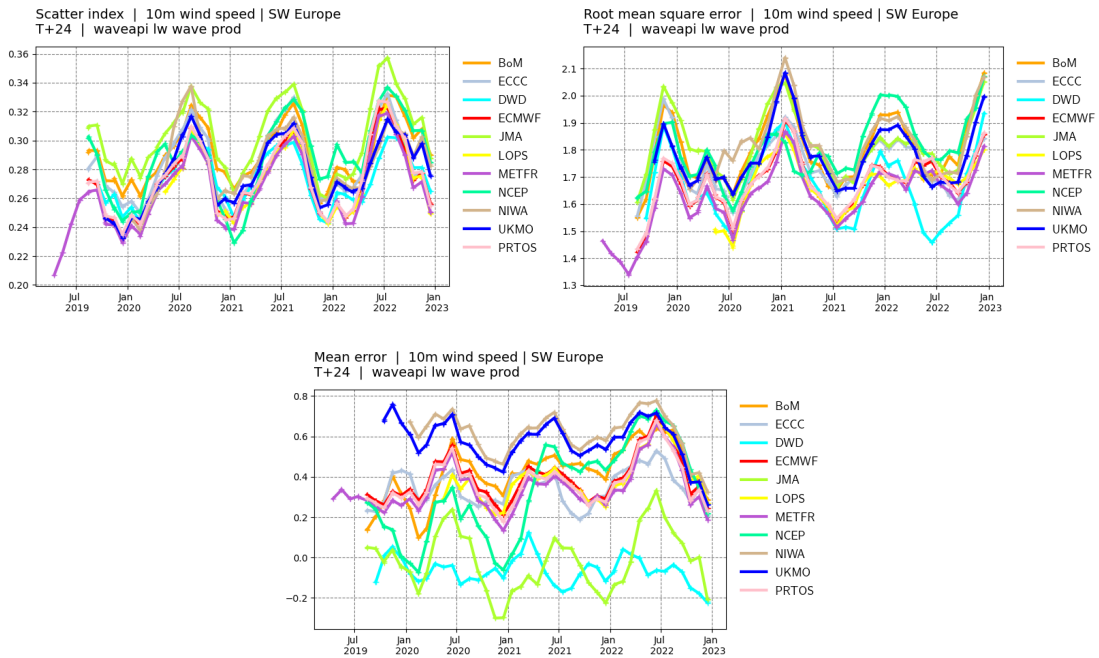 Scatter index | 10m wind speed | SW Europe
T+24 | waveapi lw wave prod
0.36
0.34
0.32
0.30
0.28
0.26
0.24
0.22
0.20
Jul
2019
Jan
2020
Jul
2020
Jan
2021
Jul
2021
Jan
2022
Jul
2022
Jan
2023
BoM
ECCC
DWD
ECMWF
JMA
LOPS
METFR
NCEP
NIWA
UKMO
PRTOS
Root mean square error | 10m wind speed | SW Europe
T+24 | waveapi lw wave prod
2.1
2.0
1.9
1.8
1.7
1.6
1.5
1.4
1.3
Jul
2019
Jan
2020
Jul
2020
Jan
2021
Jul
2021
Jan
2022
Jul
2022
Jan
2023
BoM
ECCC
DWD
ECMWF
JMA
LOPS
METFR
NCEP
NIWA
UKMO
PRTOS
Mean error | 10m wind speed | SW Europe
T+24 | waveapi lw wave prod
0.8
0.6
0.4
0.2
0.0
−0.2
Jul
2019
Jan
2020
Jul
2020
Jan
2021
Jul
2021
Jan
2022
Jul
2022
Jan
2023
BoM
ECCC
DWD
ECMWF
JMA
LOPS
METFR
NCEP
NIWA
UKMO
PRTOS